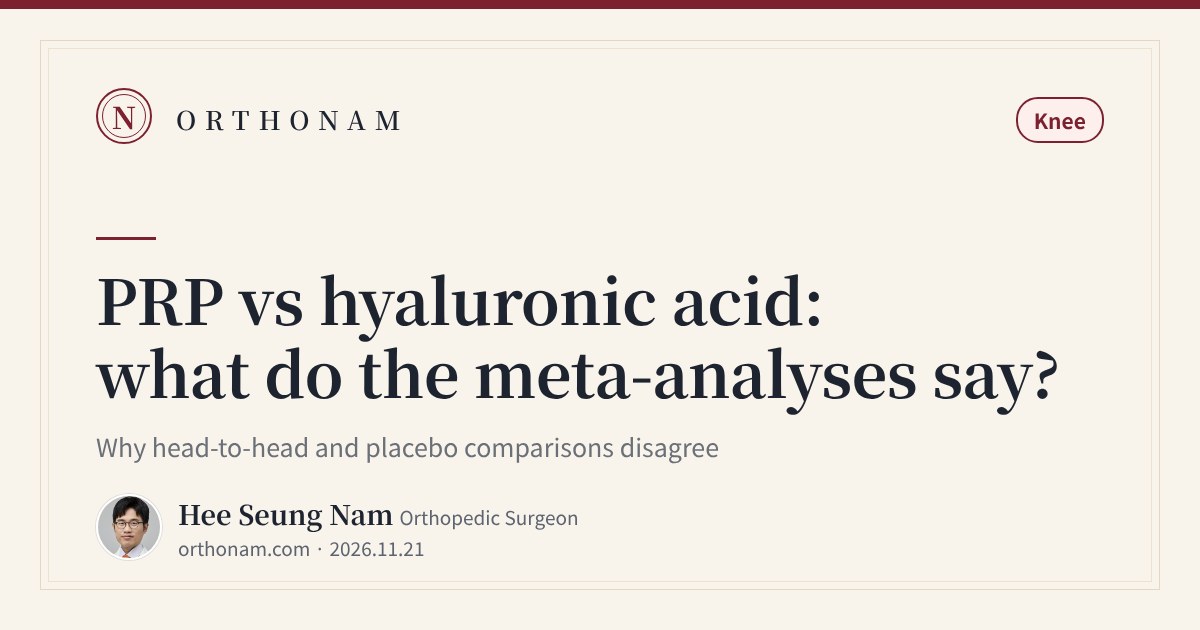 N
ORTHONAM
Knee
PRP vs hyaluronic acid:
what do the meta-analyses say?
Why head-to-head and placebo comparisons disagree
Hee Seung Nam Orthopedic Surgeon
orthonam.com · 2026.11.21